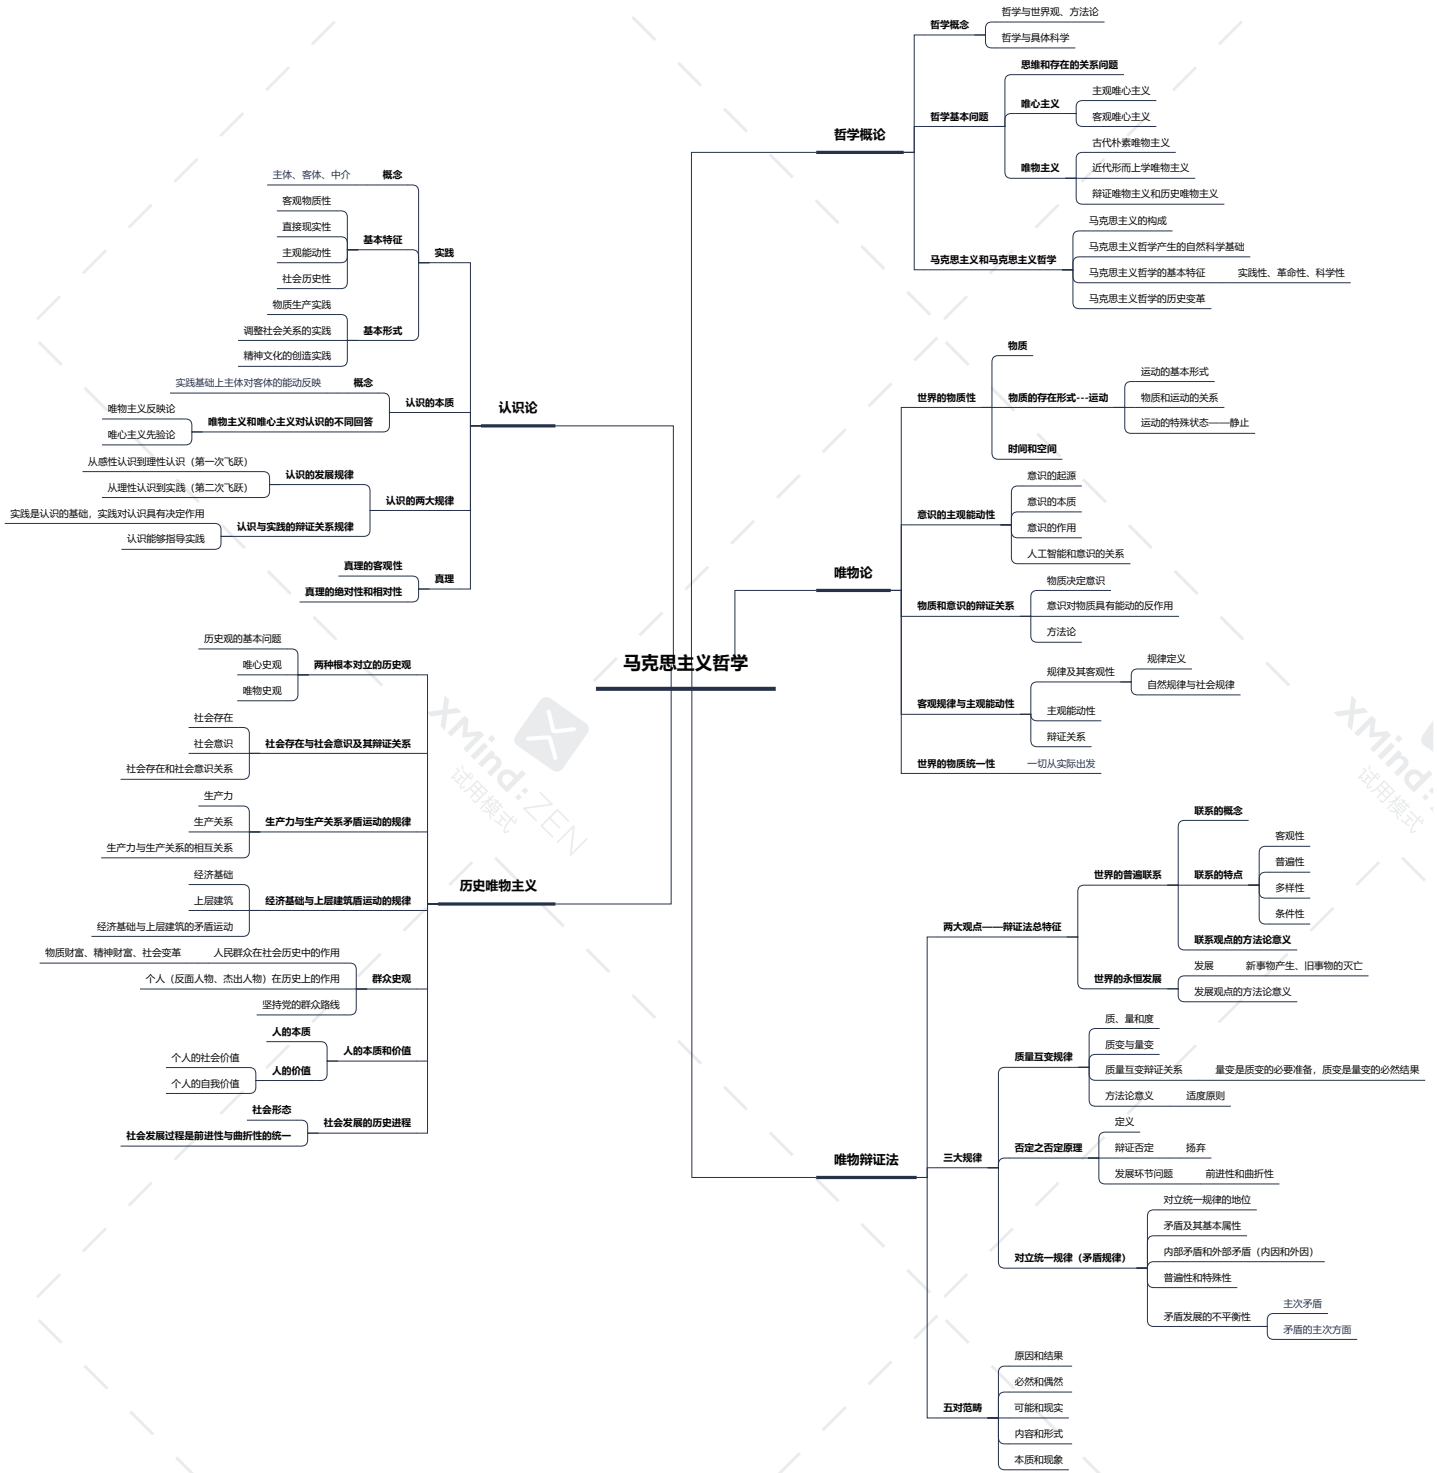 马克思主义哲学
哲学概论
哲学概念
哲学与世界观、方法论
哲学与具体科学
哲学基本问题
思维和存在的关系问题
唯心主义
主观唯心主义
客观唯心主义
唯物主义
古代朴素唯物主义
近代形而上学唯物主义
辩证唯物主义和历史唯物主义
马克思主义和马克思主义哲学
马克思主义的构成
马克思主义哲学产生的自然科学基础
马克思主义哲学的基本特征
实践性、革命性、科学性
马克思主义哲学的历史变革
唯物论
世界的物质性
物质
物质的存在形式---运动
运动的基本形式
物质和运动的关系
运动的特殊状态——静止
时间和空间
意识的主观能动性
意识的起源
意识的本质
意识的作用
人工智能和意识的关系
物质和意识的辩证关系
物质决定意识
意识对物质具有能动的反作用
方法论
客观规律与主观能动性
规律及其客观性
规律定义
自然规律与社会规律
主观能动性
辩证关系
世界的物质统一性
一切从实际出发
唯物辩证法
两大观点——辩证法总特征
世界的普遍联系
联系的概念
联系的特点
客观性
普遍性
多样性
条件性
联系观点的方法论意义
世界的永恒发展
发展
新事物产生、旧事物的灭亡
发展观点的方法论意义
三大规律
质量互变规律
质、量和度
质变与量变
质量互变辩证关系
量变是质变的必要准备，质变是量变的必然结果
方法论意义
适度原则
否定之否定原理
定义
辩证否定
扬弃
发展环节问题
前进性和曲折性
对立统一规律（矛盾规律）
对立统一规律的地位
矛盾及其基本属性
内部矛盾和外部矛盾（内因和外因）
普遍性和特殊性
矛盾发展的不平衡性
主次矛盾
矛盾的主次方面
五对范畴
原因和结果
必然和偶然
可能和现实
内容和形式
本质和现象
认识论
实践
概念
主体、客体、中介
基本特征
客观物质性
直接现实性
主观能动性
社会历史性
基本形式
物质生产实践
调整社会关系的实践
精神文化的创造实践
认识的本质
概念
实践基础上主体对客体的能动反映
唯物主义和唯心主义对认识的不同回答
唯物主义反映论
唯心主义先验论
认识的两大规律
认识的发展规律
从感性认识到理性认识（第一次飞跃）
从理性认识到实践（第二次飞跃）
认识与实践的辩证关系规律
实践是认识的基础，实践对认识具有决定作用
认识能够指导实践
真理
真理的客观性
真理的绝对性和相对性
历史唯物主义
两种根本对立的历史观
历史观的基本问题
唯心史观
唯物史观
社会存在与社会意识及其辩证关系
社会存在
社会意识
社会存在和社会意识关系
生产力与生产关系矛盾运动的规律
生产力
生产关系
生产力与生产关系的相互关系
经济基础与上层建筑盾运动的规律
经济基础
上层建筑
经济基础与上层建筑的矛盾运动
群众史观
人民群众在社会历史中的作用
物质财富、精神财富、社会变革
个人（反面人物、杰出人物）在历史上的作用
坚持党的群众路线
人的本质和价值
人的本质
人的价值
个人的社会价值
个人的自我价值
社会发展的历史进程
社会形态
社会发展过程是前进性与曲折性的统一
XMind:ZEN
试用模式
XMind:Z
试用模式